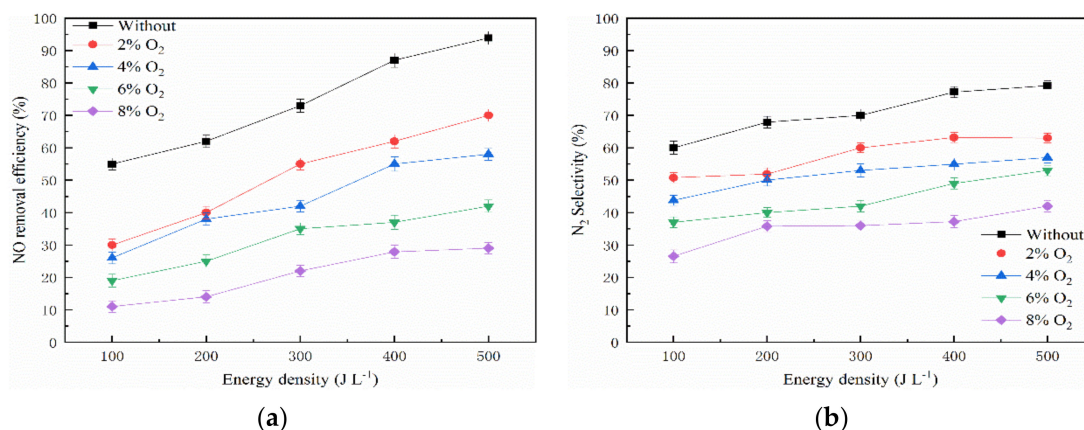 100
90
80
70
60
50
40
30
20
10
0
NO removal efficiency (%)
Without
2% O₂
4% O₂
6% O₂
8% O₂
100 200 300 400 500
Energy density (J L⁻¹)
(a)
100
90
80
70
60
50
40
30
20
10
0
N₂ Selectivity (%)
Without
2% O₂
4% O₂
6% O₂
8% O₂
100 200 300 400 500
Energy density (J L⁻¹)
(b)